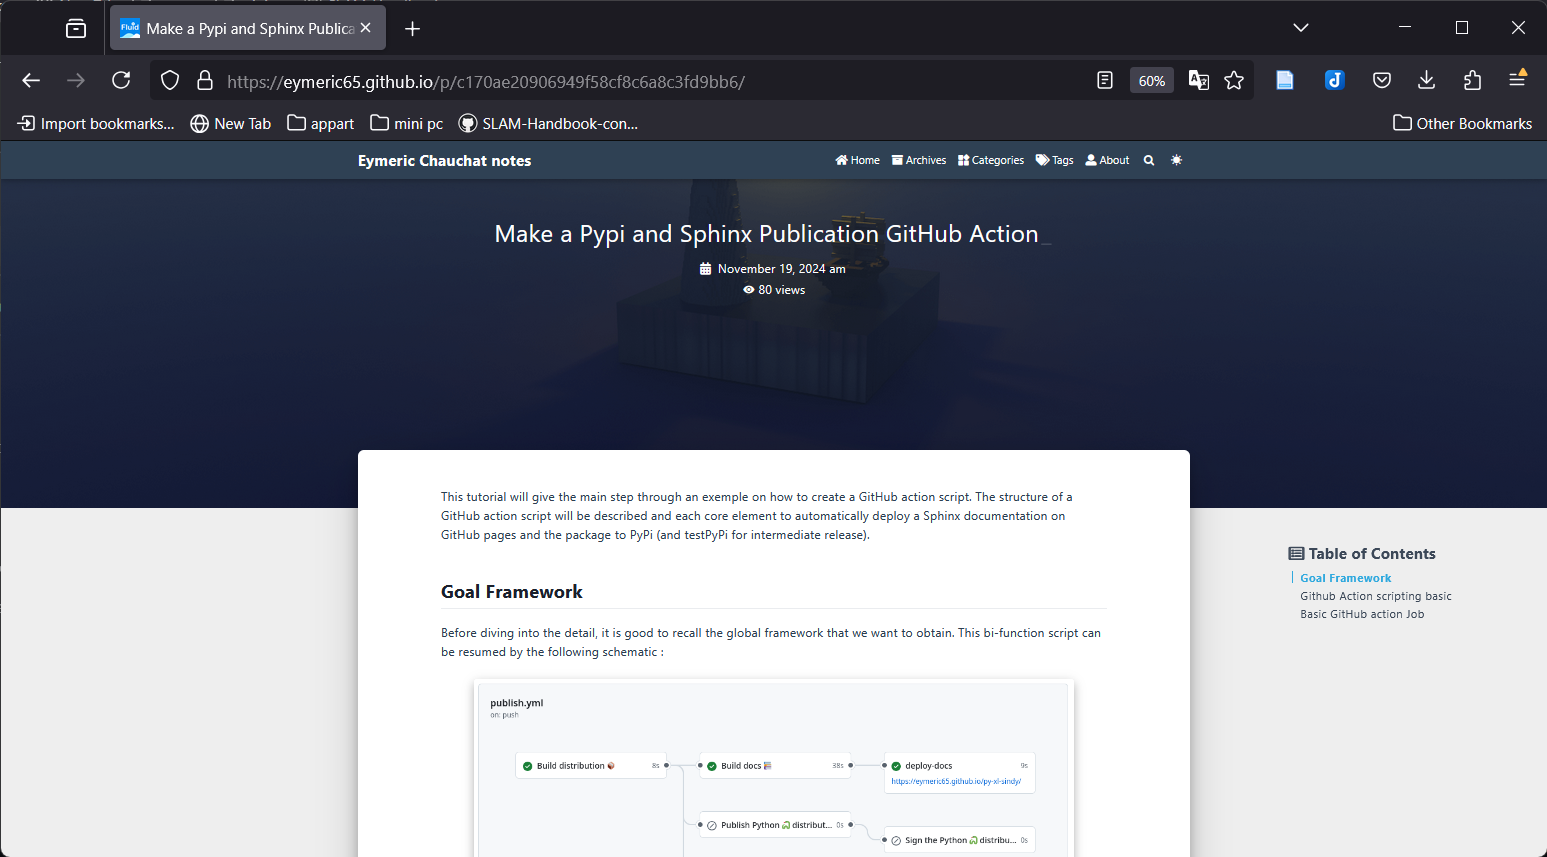 Fluid Make a Pypi and Sphinx Publica
https://eymeric65.github.io/p/c170ae20906949f58cf8c6a8c3fd9bb6/
60%
Import bookmarks... New Tab appart mini pc SLAM-Handbook-con... Other Bookmarks
Eymeric Chauchat notes Home Archives Categories Tags About
Make a Pypi and Sphinx Publication GitHub Action_
November 19, 2024 am
80 views
This tutorial will give the main step through an exemple on how to create a GitHub action script. The structure of a
GitHub action script will be described and each core element to automatically deploy a Sphinx documentation on
GitHub pages and the package to PyPi (and testPyPi for intermediate release).
Goal Framework
Before diving into the detail, it is good to recall the global framework that we want to obtain. This bi-function script can
be resumed by the following schematic :
publish.yml
on: push
Build distribution 8s
Build docs 38s
deploy-docs 9s
https://eymeric65.github.io/py-xl-sindy/
Publish Python distribut... 0s
Sign the Python distribu... 0s
Table of Contents
Goal Framework
Github Action scripting basic
Basic GitHub action Job